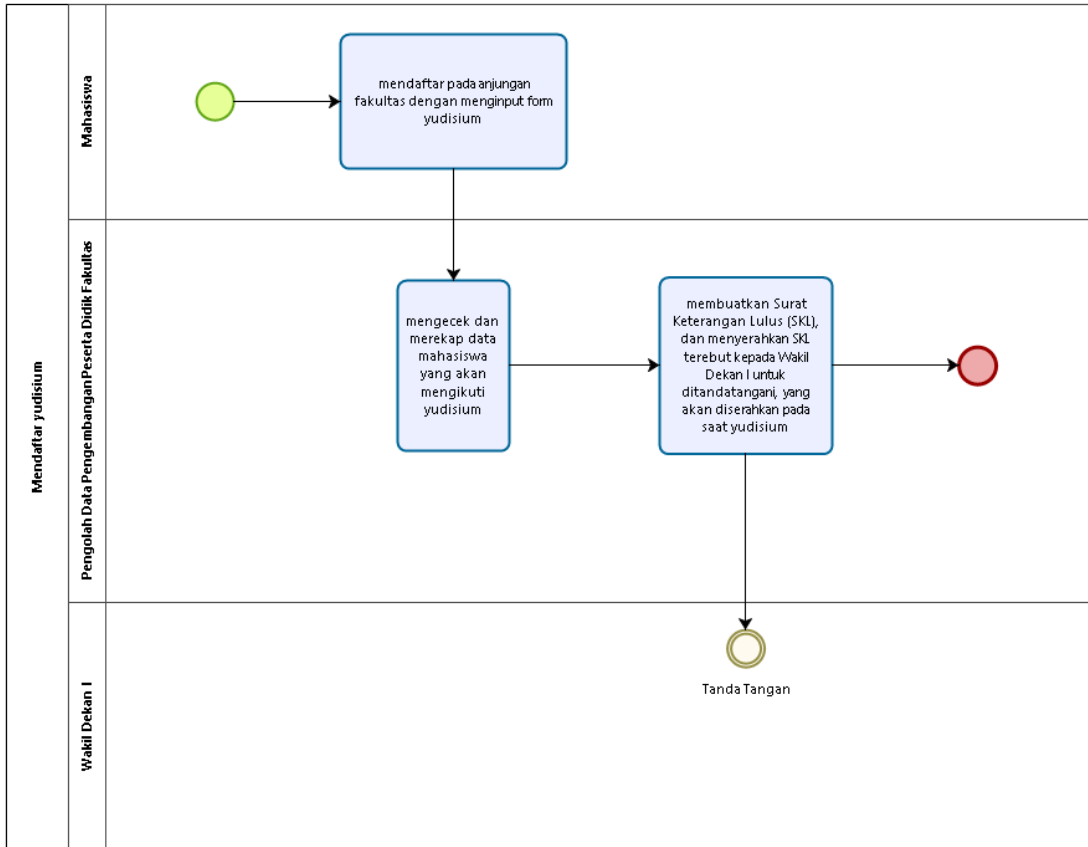 Mendaftar yudisium
Mahasiswa
mendaftar pada anjungan
fakultas dengan menginput form
yudisium
Pengolah Data Pengembangan Peserta Didik Fakultas
mengecek dan
merekap data
mahasiswa
yang akan
mengikuti
yudisium
membuatkan Surat
Keterangan Lulus (SKL),
dan menyerahkan SKL
terebut kepada Wakil
Dekan I untuk
ditandatangani, yang
akan diserahkan pada
saat yudisium
Wakil Dekan I
Tanda Tangan